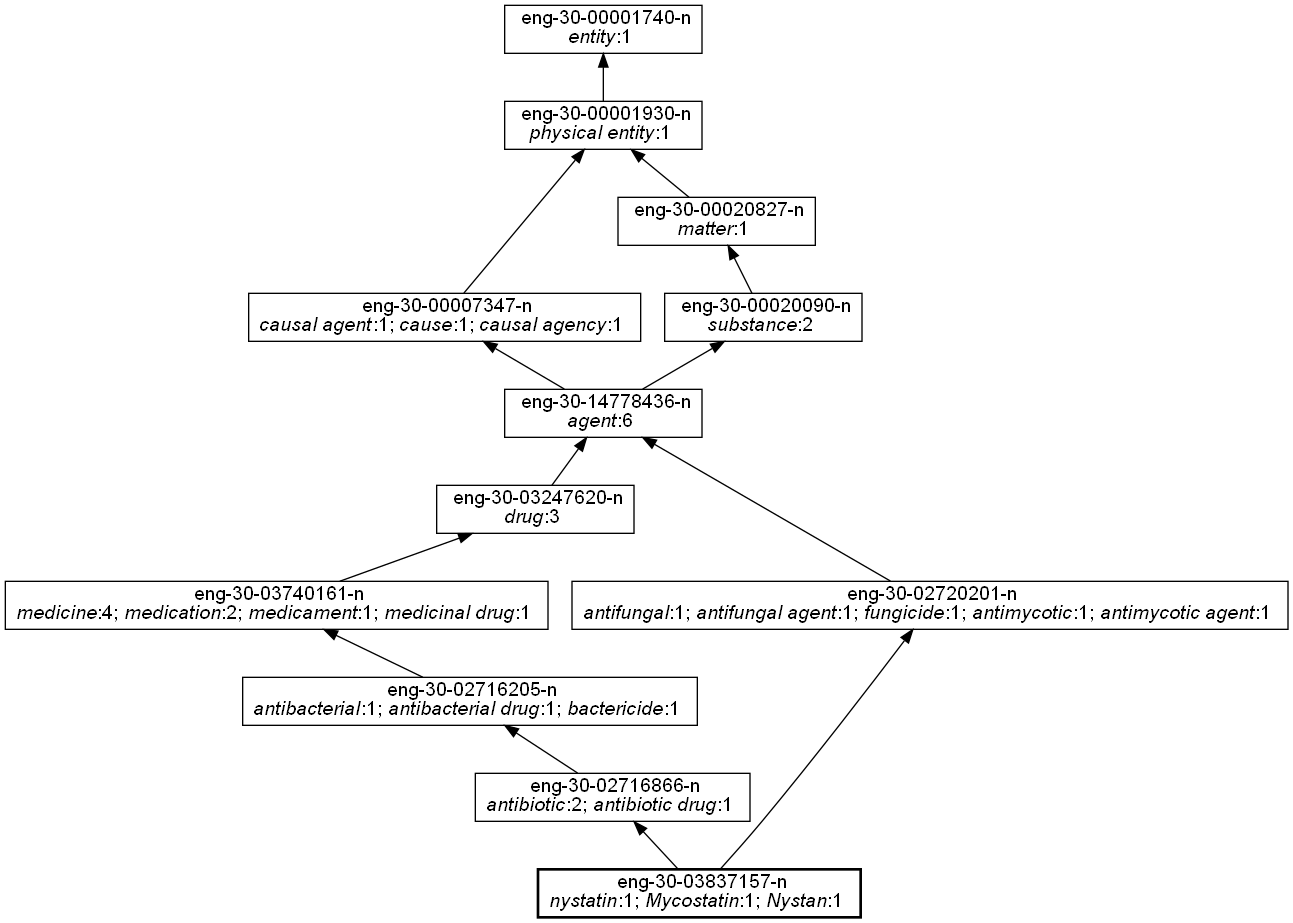 eng-30-00001740-n
entity:1
eng-30-00001930-n
physical entity:1
eng-30-00020827-n
matter:1
eng-30-00007347-n
causal agent:1; cause:1; causal agency:1
eng-30-00020090-n
substance:2
eng-30-14778436-n
agent:6
eng-30-03247620-n
drug:3
eng-30-03740161-n
medicine:4; medication:2; medicament:1; medicinal drug:1
eng-30-02720201-n
antifungal:1; antifungal agent:1; fungicide:1; antimycotic:1; antimycotic agent:1
eng-30-02716205-n
antibacterial:1; antibacterial drug:1; bactericide:1
eng-30-02716866-n
antibiotic:2; antibiotic drug:1
eng-30-03837157-n
nystatin:1; Mycostatin:1; Nystan:1